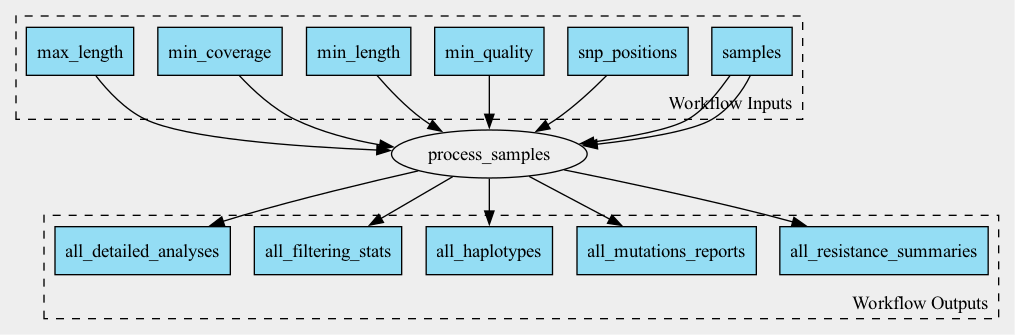 max_length
min_coverage
min_length
min_quality
snp_positions
samples
Workflow Inputs
process_samples
all_detailed_analyses
all_filtering_stats
all_haplotypes
all_mutations_reports
all_resistance_summaries
Workflow Outputs